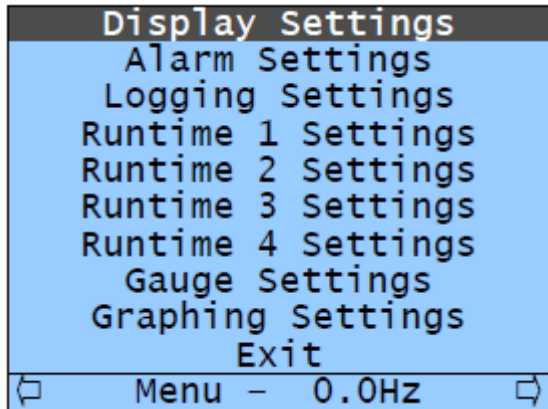 Display Settings
Alarm Settings
Logging Settings
Runtime 1 Settings
Runtime 2 Settings
Runtime 3 Settings
Runtime 4 Settings
Gauge Settings
Graphing Settings
Exit
Menu - 0.0Hz